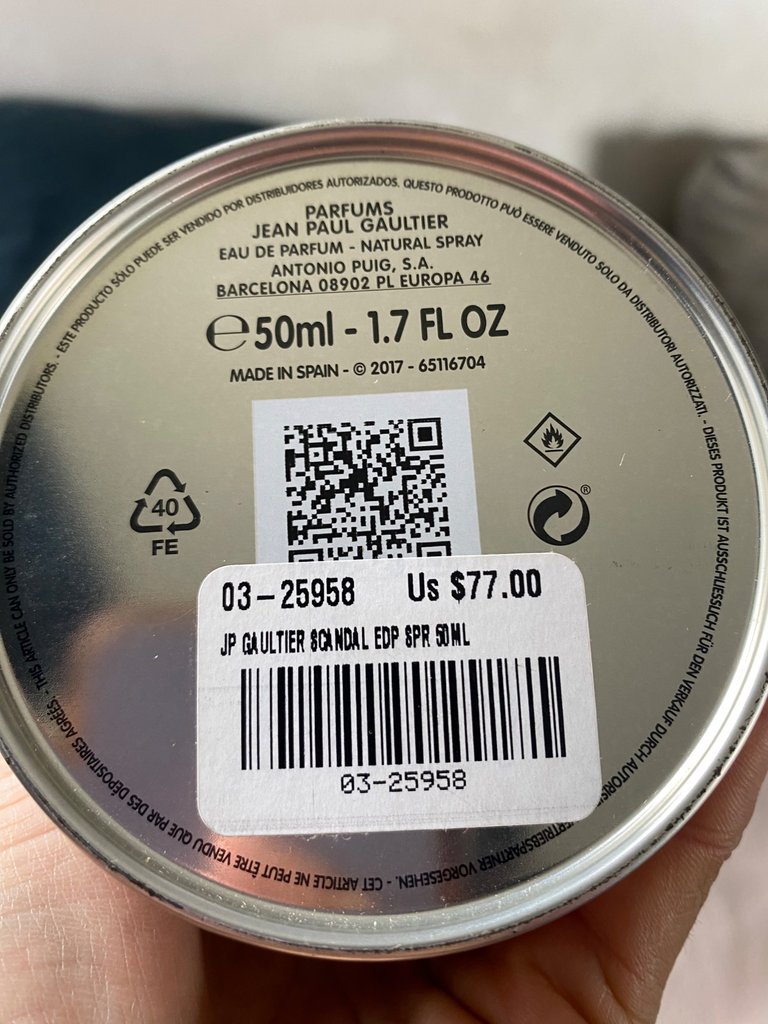 PARFUMS
JEAN PAUL GAULTIER
EAU DE PARFUM - NATURAL SPRAY
ANTONIO PUIG, S.A.
BARCELONA 08902 PL EUROPA 46
e 50ml - 1.7 FL OZ
MADE IN SPAIN - © 2017 - 65116704
40
FE
®
03-25958 Us $77.00
JP GAULTIER SCANDAL EDP SPR 50ML
03-25958
- THIS ARTICLE CAN ONLY BE SOLD BY AUTHORIZED DISTRIBUTORS. - ESTE PRODUCTO SÓLO PUEDE SER VENDIDO POR DISTRIBUIDORES AUTORIZADOS. QUESTO PRODOTTO PUÒ ESSERE VENDUTO SOLO DA DISTRIBUTORI AUTORIZZATI. - DIESES PRODUKT IST AUSSCHLIESSLICH FÜR DEN VERKAUF DURCH AUTORIS ERTRIEBSPARTNER VORGESEHEN. - CET ARTICLE NE PEUT ÊTRE VENDU QUE PAR DES DÉPOSITAIRES AGRÉÉS.